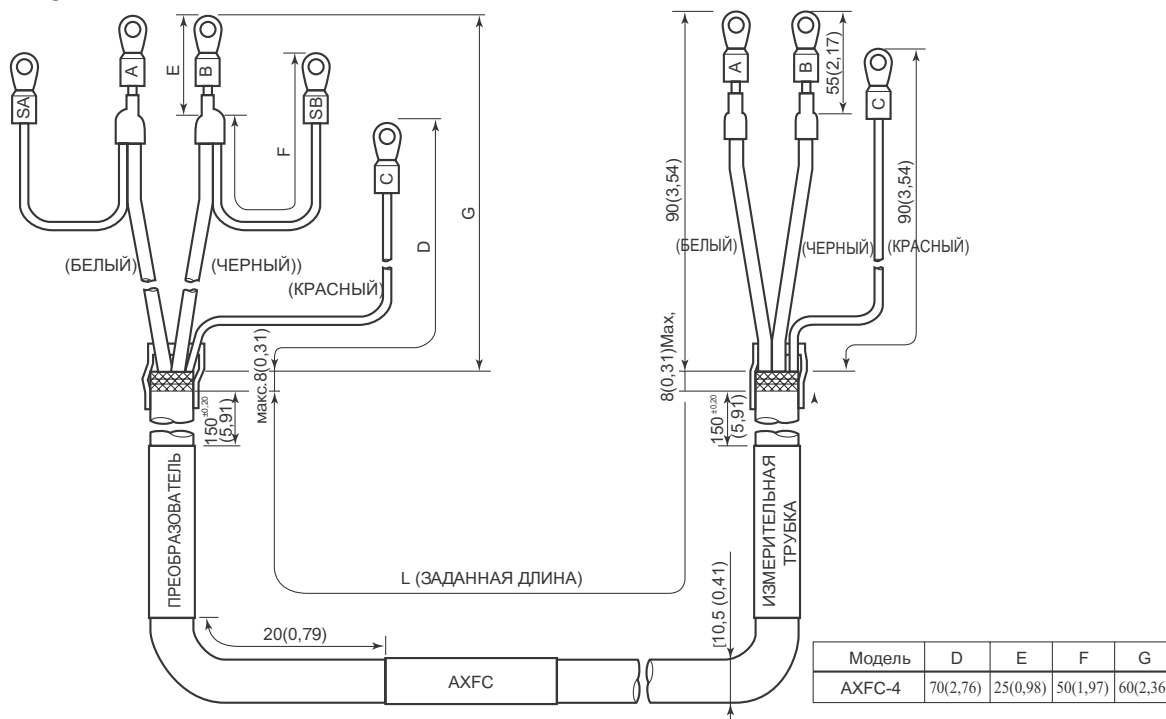 SA
A
E
B
SB
F
C
G
D
(БЕЛЫЙ)
(ЧЕРНЫЙ))
(КРАСНЫЙ)
макс.8(0,31)
150±0,20
(5,91)
ПРЕОБРАЗОВАТЕЛЬ
20(0,79)
L (ЗАДАННАЯ ДЛИНА)
AXFC
A
B
55(2,17)
C
90(3,54)
90(3,54)
(БЕЛЫЙ)
(ЧЕРНЫЙ)
(КРАСНЫЙ)
8(0,31)Max,
150±0,20
(5,91)
ИЗМЕРИТЕЛЬНАЯ
ТРУБКА
[10,5 (0,41)
Модель D E F G
AXFC-4 70(2,76) 25(0,98) 50(1,97) 60(2,36